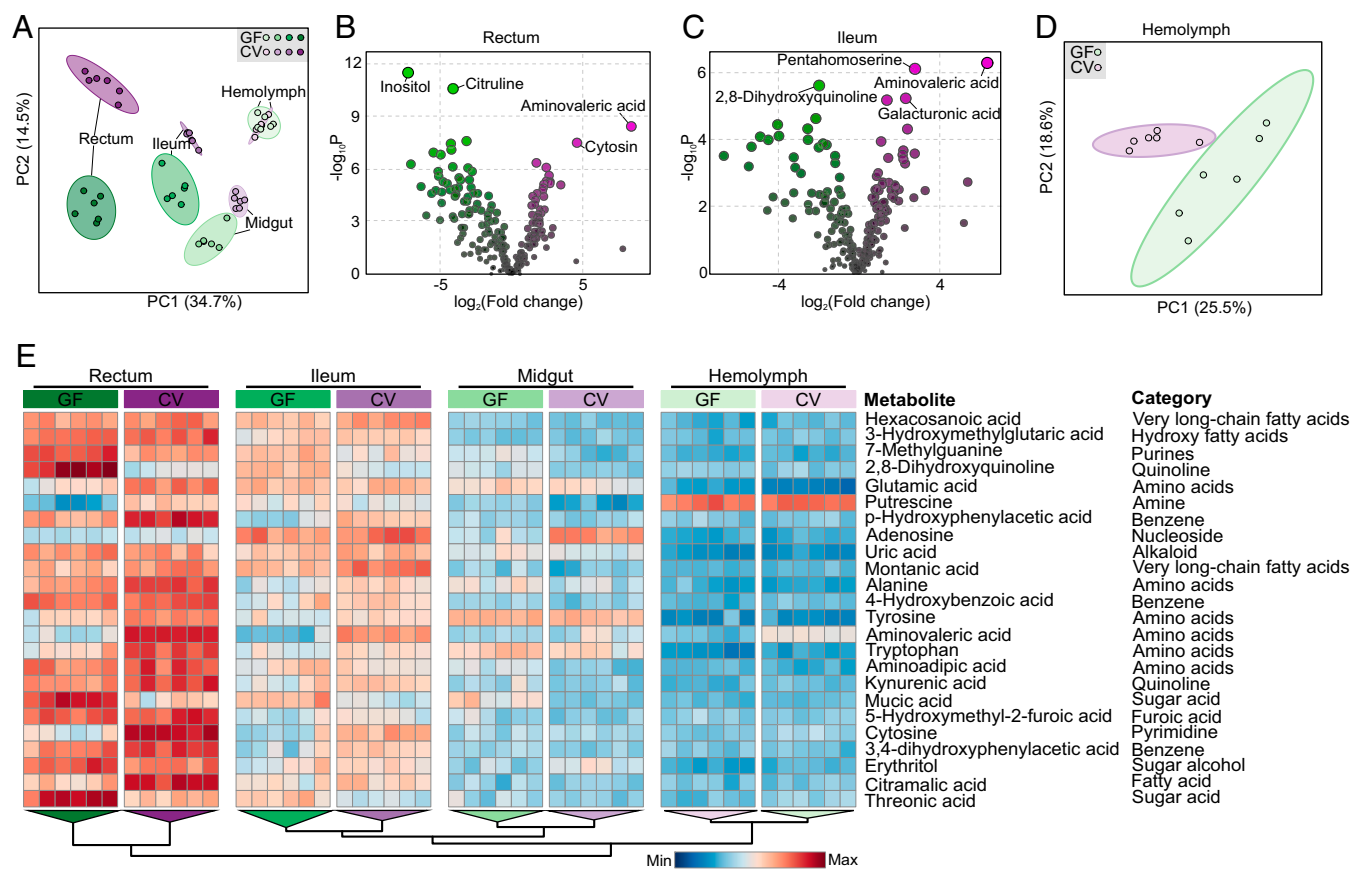 A
GF
CV
Hemolymph
Rectum
Ileum
Midgut
PC2 (14.5%)
PC1 (34.7%)
B
Rectum
12
9
6
3
0
-log10P
Inositol
Citruline
Aminovaleric acid
Cytosin
-5
5
log2(Fold change)
C
Ileum
6
4
2
0
-log10P
Pentahomoserine
Aminovaleric acid
2,8-Dihydroxyquinoline
Galacturonic acid
-4
4
log2(Fold change)
D
Hemolymph
GF
CV
PC2 (18.6%)
PC1 (25.5%)
E
Rectum Ileum Midgut Hemolymph
GF CV GF CV GF CV GF CV Metabolite Category
Hexacosanoic acid Very long-chain fatty acids
3-Hydroxymethylglutaric acid Hydroxy fatty acids
7-Methylguanine Purines
2,8-Dihydroxyquinoline Quinoline
Glutamic acid Amino acids
Putrescine Amine
p-Hydroxyphenylacetic acid Benzene
Adenosine Nucleoside
Uric acid Alkaloid
Montanic acid Very long-chain fatty acids
Alanine Amino acids
4-Hydroxybenzoic acid Benzene
Tyrosine Amino acids
Aminovaleric acid Amino acids
Tryptophan Amino acids
Aminoadipic acid Amino acids
Kynurenic acid Quinoline
Mucic acid Sugar acid
5-Hydroxymethyl-2-furoic acid Furoic acid
Cytosine Pyrimidine
3,4-dihydroxyphenylacetic acid Benzene
Erythritol Sugar alcohol
Citramalic acid Fatty acid
Threonic acid Sugar acid
Min Max